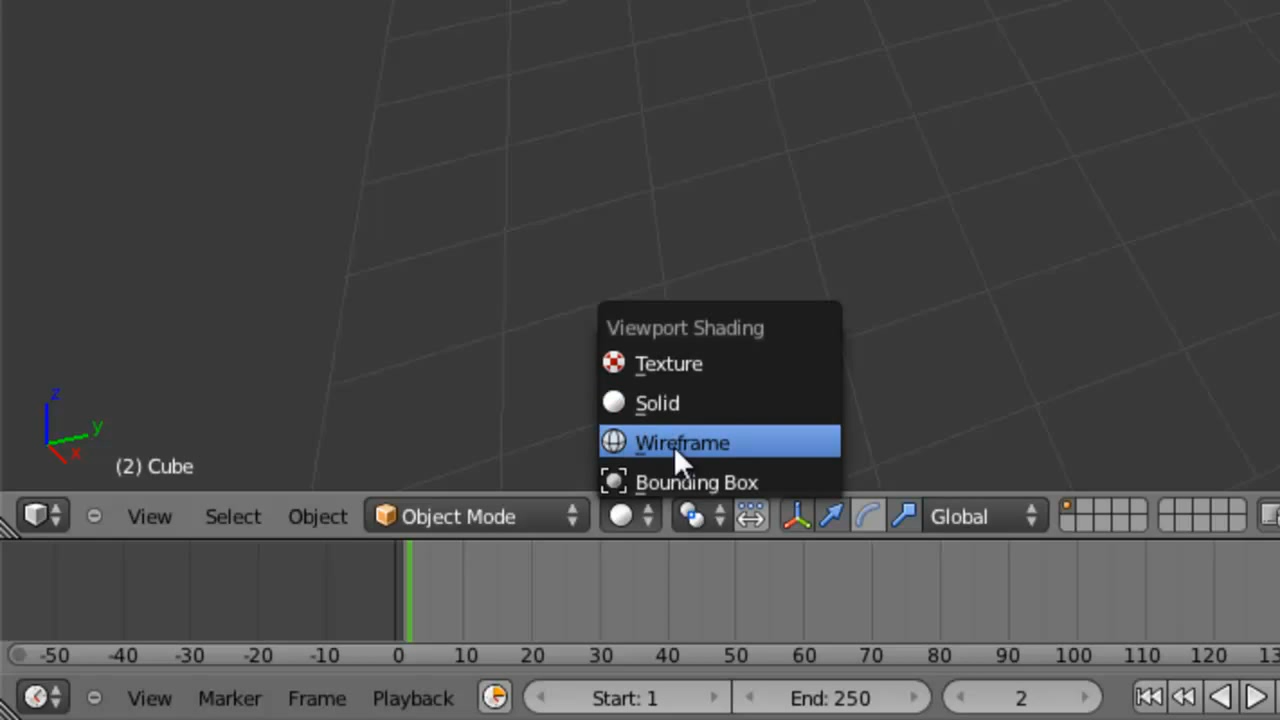 Viewport Shading
Texture
Solid
Wireframe
Bounding Box
z
y
x
(2) Cube
View Select Object Object Mode Global
-50 -40 -30 -20 -10 0 10 20 30 40 50 60 70 80 90 100 110 120
View Marker Frame Playback Start: 1 End: 250 2